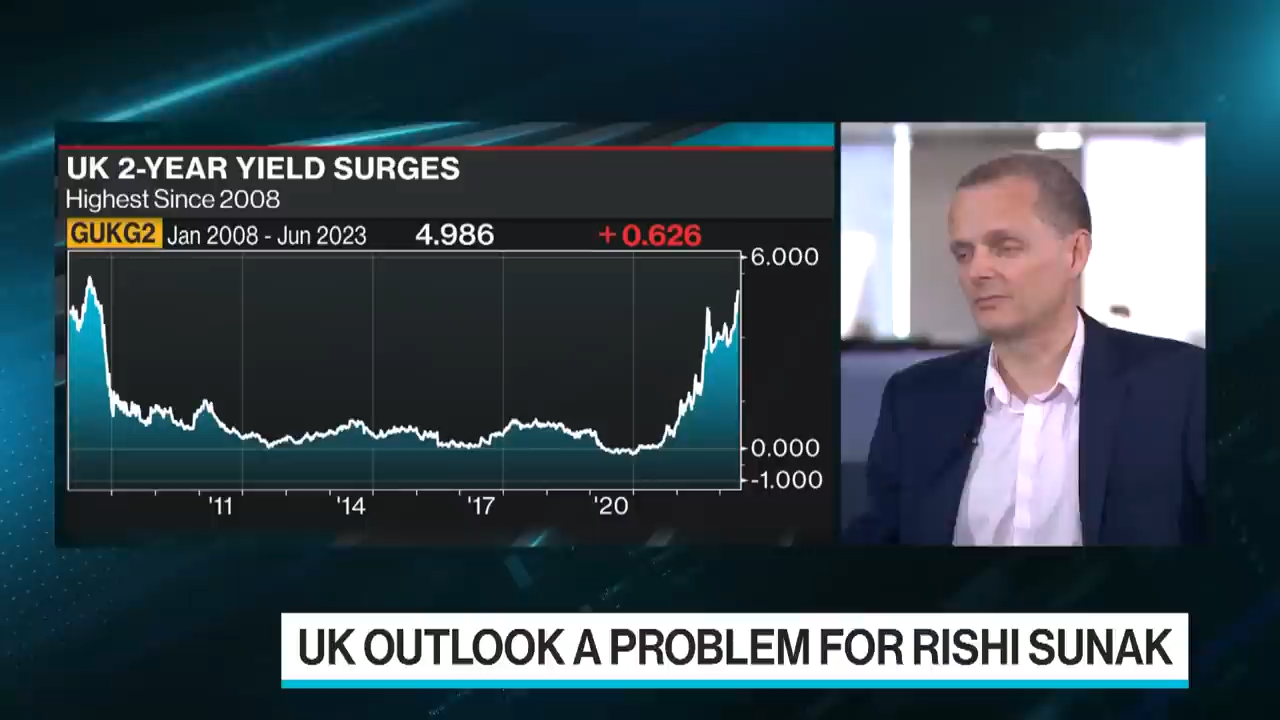 UK 2-YEAR YIELD SURGES
Highest Since 2008
GUKG2 Jan 2008 - Jun 2023 4.986 +0.626
6.000
0.000
-1.000
'11 '14 '17 '20
UK OUTLOOK A PROBLEM FOR RISHI SUNAK